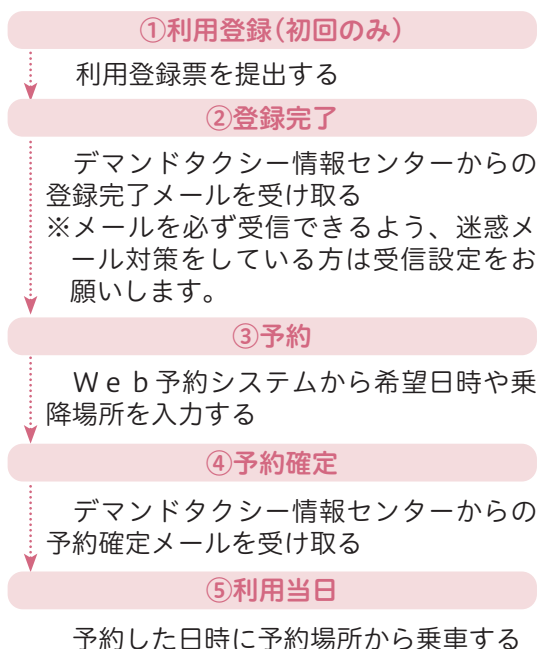 ①利用登録（初回のみ）
利用登録票を提出する
②登録完了
デマンドタクシー情報センターからの
登録完了メールを受け取る
※メールを必ず受信できるよう、迷惑メ
ール対策をしている方は受信設定をお
願いします。
③予約
Ｗｅｂ予約システムから希望日時や乗
降場所を入力する
④予約確定
デマンドタクシー情報センターからの
予約確定メールを受け取る
⑤利用当日
予約した日時に予約場所から乗車する